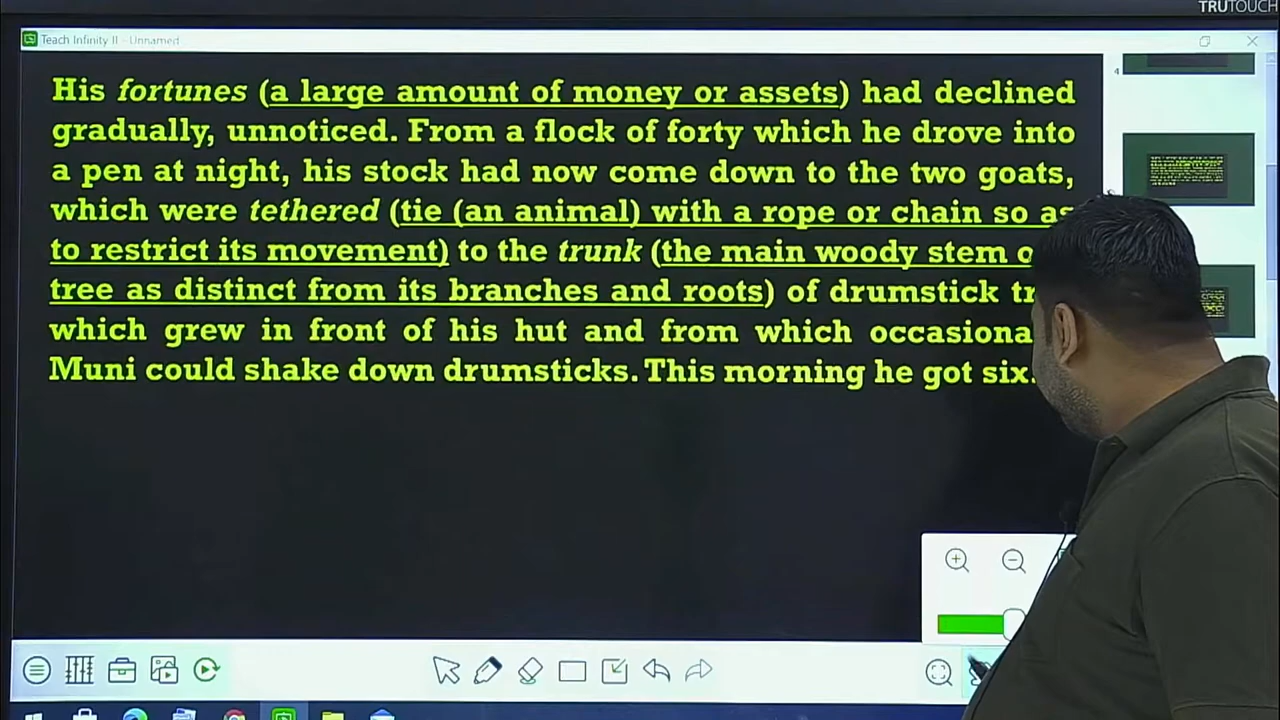 TRUTOUCH
Teach Infinity II - Unnamed
4
His fortunes (a large amount of money or assets) had declined
gradually, unnoticed. From a flock of forty which he drove into
a pen at night, his stock had now come down to the two goats,
which were tethered (tie (an animal) with a rope or chain so as
to restrict its movement) to the trunk (the main woody stem
tree as distinct from its branches and roots) of drumstick
which grew in front of his hut and from which
Muni could shake down drumsticks. This morning he got six.